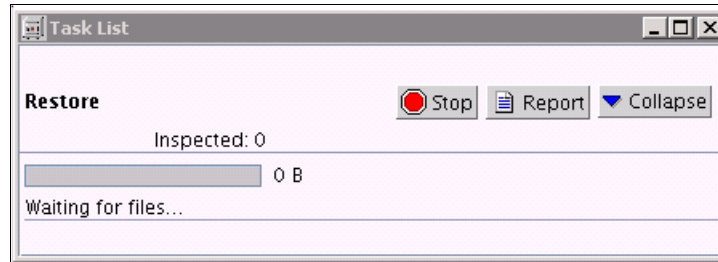 Task List
Restore
Stop
Report
Collapse
Inspected: 0
0 B
Waiting for files...